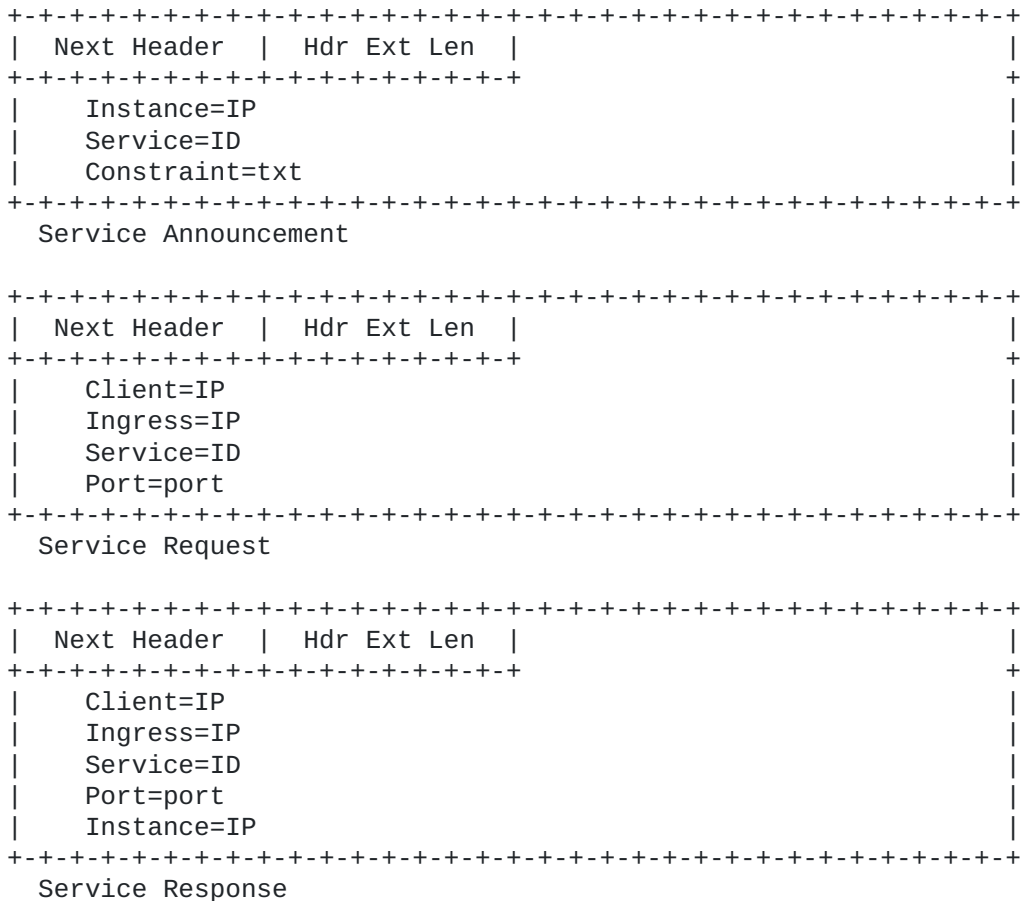 +-+-+-+-+-+-+-+-+-+-+-+-+-+-+-+-+-+-+-+-+-+-+-+-+-+-+-+-+-+-+-+-+
|  Next Header  |  Hdr Ext Len  |                               |
+-+-+-+-+-+-+-+-+-+-+-+-+-+-+-+-+                               +
|    Instance=IP                                                |
|    Service=ID                                                 |
|    Constraint=txt                                             |
+-+-+-+-+-+-+-+-+-+-+-+-+-+-+-+-+-+-+-+-+-+-+-+-+-+-+-+-+-+-+-+-+
  Service Announcement

+-+-+-+-+-+-+-+-+-+-+-+-+-+-+-+-+-+-+-+-+-+-+-+-+-+-+-+-+-+-+-+-+
|  Next Header  |  Hdr Ext Len  |                               |
+-+-+-+-+-+-+-+-+-+-+-+-+-+-+-+-+                               +
|    Client=IP                                                  |
|    Ingress=IP                                                 |
|    Service=ID                                                 |
|    Port=port                                                  |
+-+-+-+-+-+-+-+-+-+-+-+-+-+-+-+-+-+-+-+-+-+-+-+-+-+-+-+-+-+-+-+-+
  Service Request

+-+-+-+-+-+-+-+-+-+-+-+-+-+-+-+-+-+-+-+-+-+-+-+-+-+-+-+-+-+-+-+-+
|  Next Header  |  Hdr Ext Len  |                               |
+-+-+-+-+-+-+-+-+-+-+-+-+-+-+-+-+                               +
|    Client=IP                                                  |
|    Ingress=IP                                                 |
|    Service=ID                                                 |
|    Port=port                                                  |
|    Instance=IP                                                |
+-+-+-+-+-+-+-+-+-+-+-+-+-+-+-+-+-+-+-+-+-+-+-+-+-+-+-+-+-+-+-+-+
  Service Response